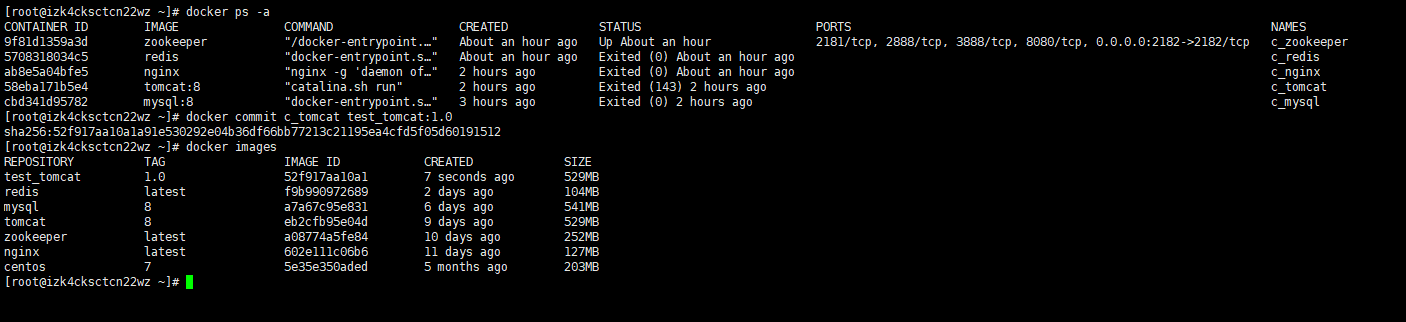 [root@izk4cksctcn22wz ~]# docker ps -a
CONTAINER ID IMAGE COMMAND CREATED STATUS PORTS NAMES
9f81d1359a3d zookeeper "/docker-entrypoint.…" About an hour ago Up About an hour 2181/tcp, 2888/tcp, 3888/tcp, 8080/tcp, 0.0.0.0:2182->2182/tcp c_zookeeper
5708318034c5 redis "docker-entrypoint.s…" About an hour ago Exited (0) About an hour ago c_redis
ab8e5a04bfe5 nginx "nginx -g 'daemon of…" 2 hours ago Exited (0) About an hour ago c_nginx
58eba171b5e4 tomcat:8 "catalina.sh run" 2 hours ago Exited (143) 2 hours ago c_tomcat
cbd341d95782 mysql:8 "docker-entrypoint.s…" 3 hours ago Exited (0) 2 hours ago c_mysql
[root@izk4cksctcn22wz ~]# docker commit c_tomcat test_tomcat:1.0
sha256:52f917aa10a1a91e530292e04b36df66bb77213c21195ea4cfd5f05d60191512
[root@izk4cksctcn22wz ~]# docker images
REPOSITORY TAG IMAGE ID CREATED SIZE
test_tomcat 1.0 52f917aa10a1 7 seconds ago 529MB
redis latest f9b990972689 2 days ago 104MB
mysql 8 a7a67c95e831 6 days ago 541MB
tomcat 8 eb2cfb95e04d 9 days ago 529MB
zookeeper latest a08774a5fe84 10 days ago 252MB
nginx latest 602e111c06b6 11 days ago 127MB
centos 7 5e35e350aded 5 months ago 203MB
[root@izk4cksctcn22wz ~]#